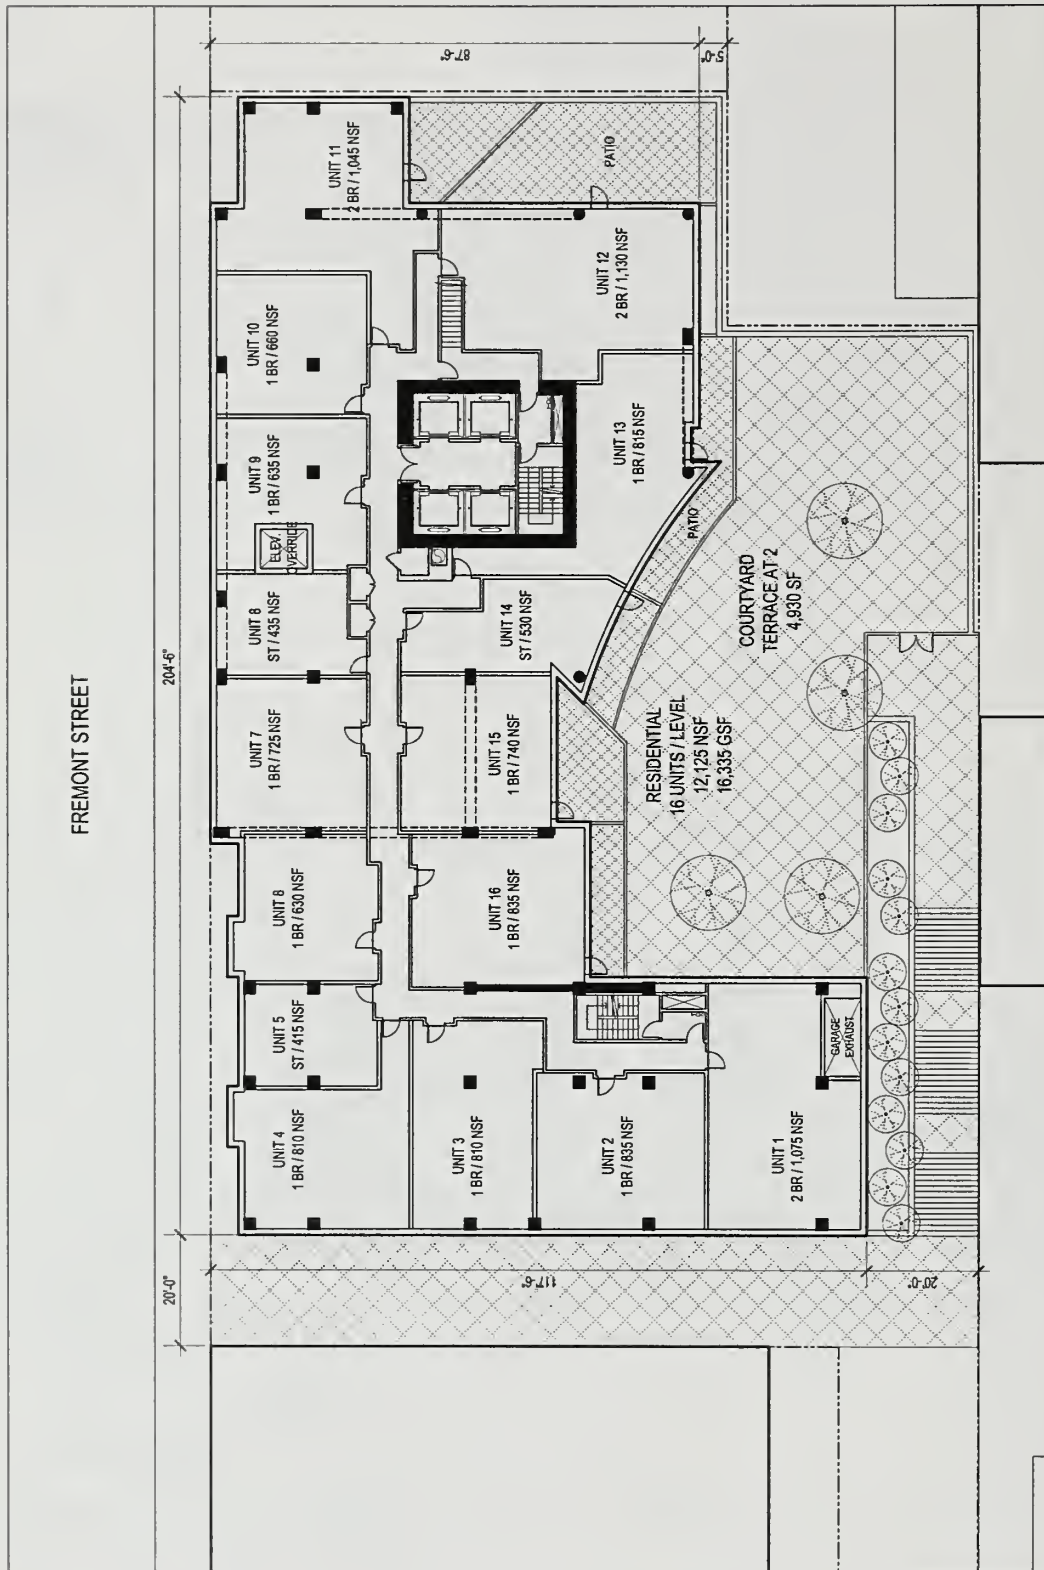 FREMONT STREET
20'-0"
204'-6"
UNIT 4
1 BR / 810 NSF
UNIT 5
ST / 415 NSF
UNIT 6
1 BR / 630 NSF
UNIT 7
1 BR / 725 NSF
UNIT 8
ST / 435 NSF
ELEV.
OVERRIDE
UNIT 9
1 BR / 635 NSF
UNIT 10
1 BR / 660 NSF
UNIT 11
2 BR / 1,045 NSF
87'-6"
5'-0"
UNIT 3
1 BR / 810 NSF
UNIT 16
1 BR / 835 NSF
UNIT 15
1 BR / 740 NSF
UNIT 14
ST / 530 NSF
UNIT 13
1 BR / 815 NSF
UNIT 12
2 BR / 1,130 NSF
PATIO
117'-6"
UNIT 2
1 BR / 835 NSF
RESIDENTIAL
16 UNITS / LEVEL
12,125 NSF
16,335 GSF
PATIO
COURTYARD
TERRACE AT 2
4,930 SF
UNIT 1
2 BR / 1,075 NSF
GARAGE
EXHAUST
20'-0"